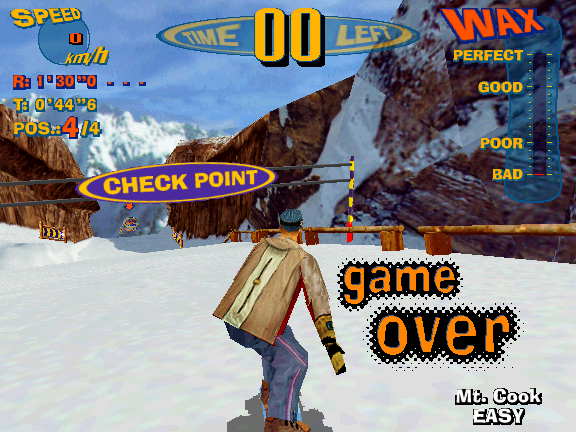 SPEED
0
km/h
R: 1'30"0 - - -
T: 0'44"6
POS.:4/4
TIME 00 LEFT
WAX
PERFECT
GOOD
POOR
BAD
CHECK POINT
game
over
Mt. Cook
EASY